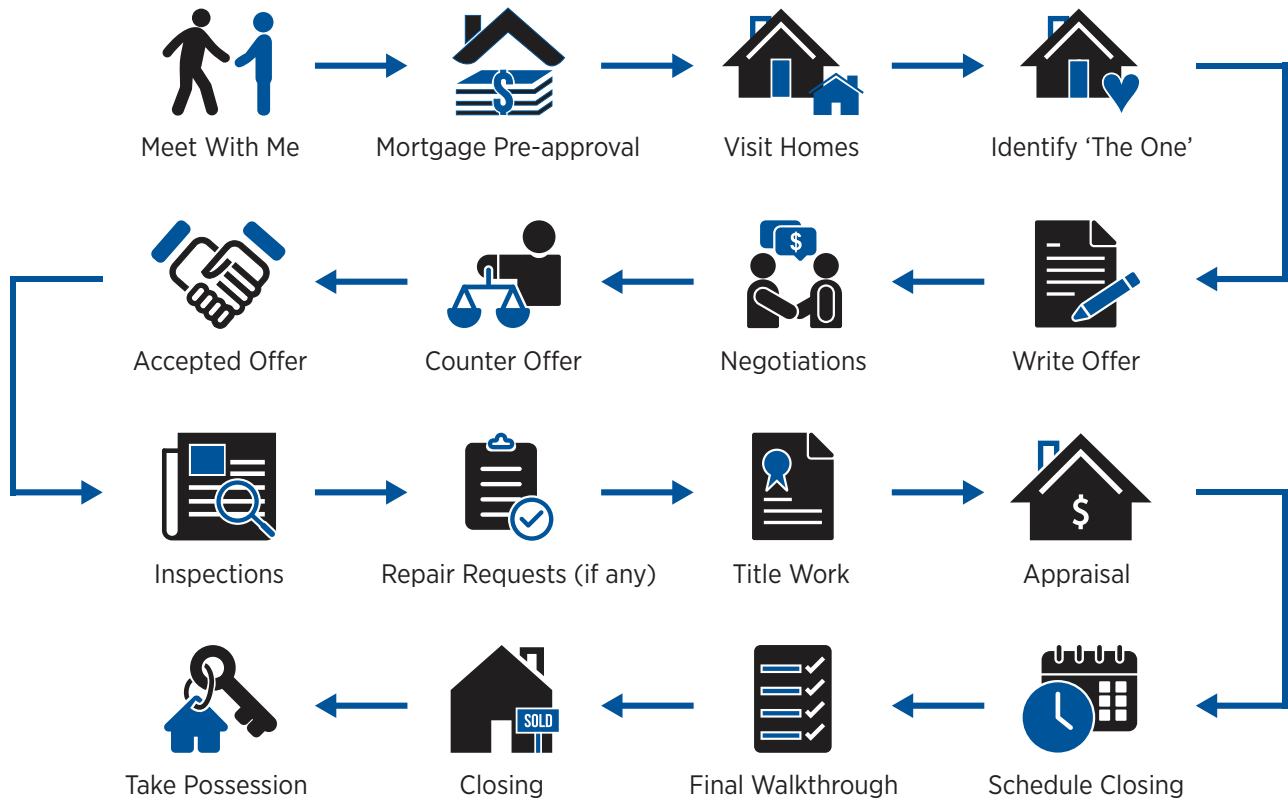 $
Meet With Me
Mortgage Pre-approval
Visit Homes
Identify ‘The One’
$
Write Offer
Negotiations
Counter Offer
Accepted Offer
Inspections
Repair Requests (if any)
Title Work
$
Appraisal
Schedule Closing
Final Walkthrough
SOLD
Closing
Take Possession